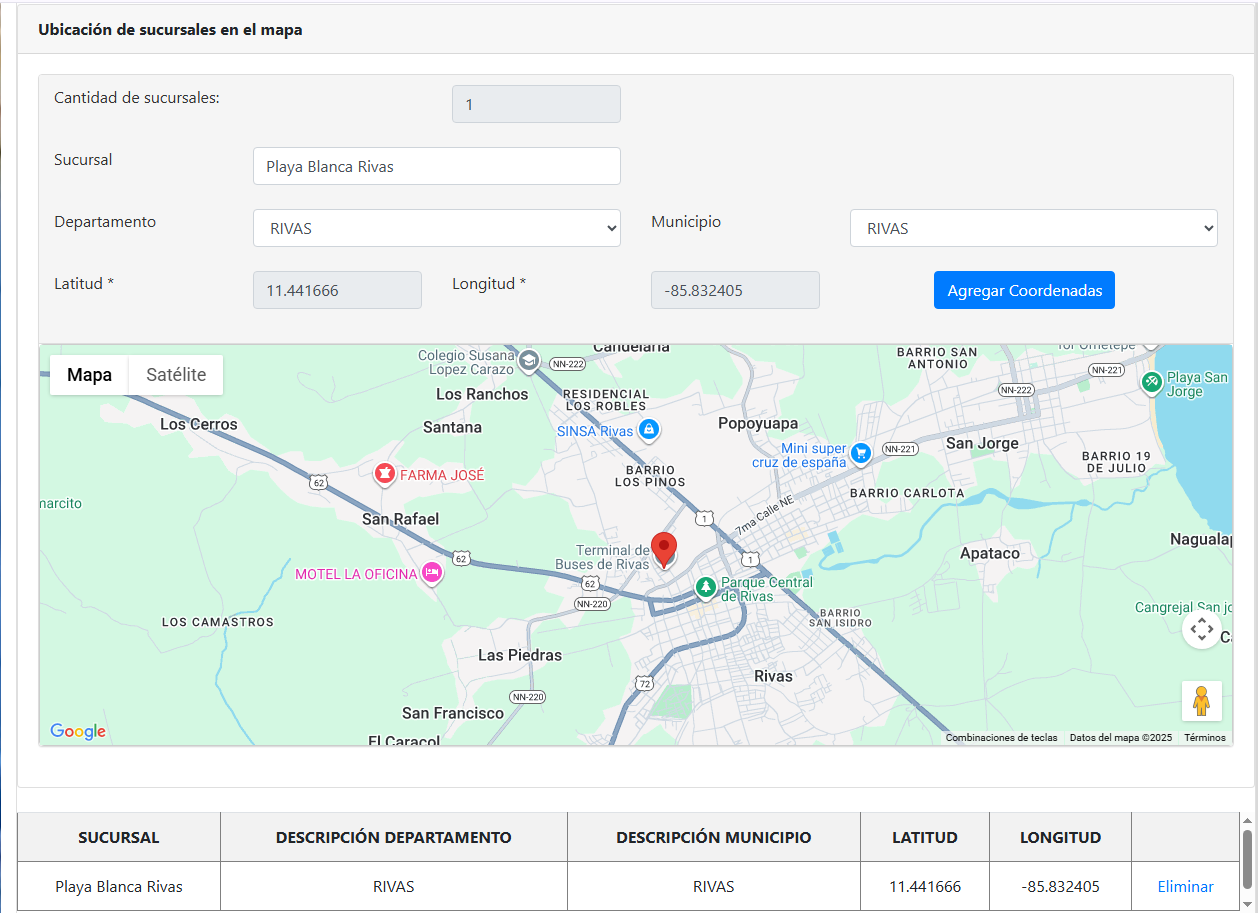 Ubicación de sucursales en el mapa
Cantidad de sucursales:
1
Sucursal
Playa Blanca Rivas
Departamento
RIVAS
Municipio
RIVAS
Latitud *
11.441666
Longitud *
-85.832405
Agregar Coordenadas
Mapa
Satélite
Colegio Susana
Lopez Carazo
NN-222
Candelaria
BARRIO SAN
ANTONIO
NN-221
NN-222
Playa San
Jorge
Los Ranchos
RESIDENCIAL
LOS ROBLES
Los Cerros
Santana
SINSA Rivas
Popoyuapa
Mini super
cruz de españa
NN-221
San Jorge
BARRIO 19
DE JULIO
FARMA JOSÉ
BARRIO
LOS PINOS
62
BARRIO CARLOTA
San Rafael
1
7ma Calle NE
Terminal de
Buses de Rivas
62
1
Apataco
MOTEL LA OFICINA
62
NN-220
Parque Central
de Rivas
BARRIO
SAN ISIDRO
LOS CAMASTROS
Las Piedras
Rivas
72
NN-220
San Francisco
El Caracol
Google
Combinaciones de teclas
Datos del mapa ©2025
Términos
SUCURSAL
DESCRIPCIÓN DEPARTAMENTO
DESCRIPCIÓN MUNICIPIO
LATITUD
LONGITUD
Playa Blanca Rivas
RIVAS
RIVAS
11.441666
-85.832405
Eliminar